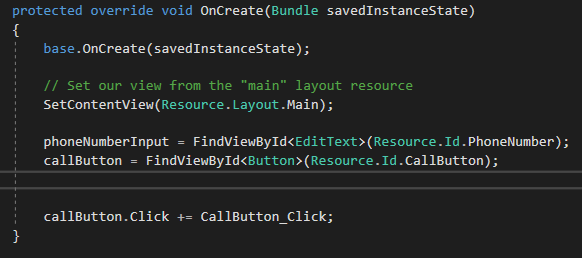 protected override void OnCreate(Bundle savedInstanceState)
{
base.OnCreate(savedInstanceState);
// Set our view from the "main" layout resource
SetContentView(Resource.Layout.Main);
phoneNumberInput = FindViewById<EditText>(Resource.Id.PhoneNumber);
callButton = FindViewById<Button>(Resource.Id.CallButton);
callButton.Click += CallButton_Click;
}